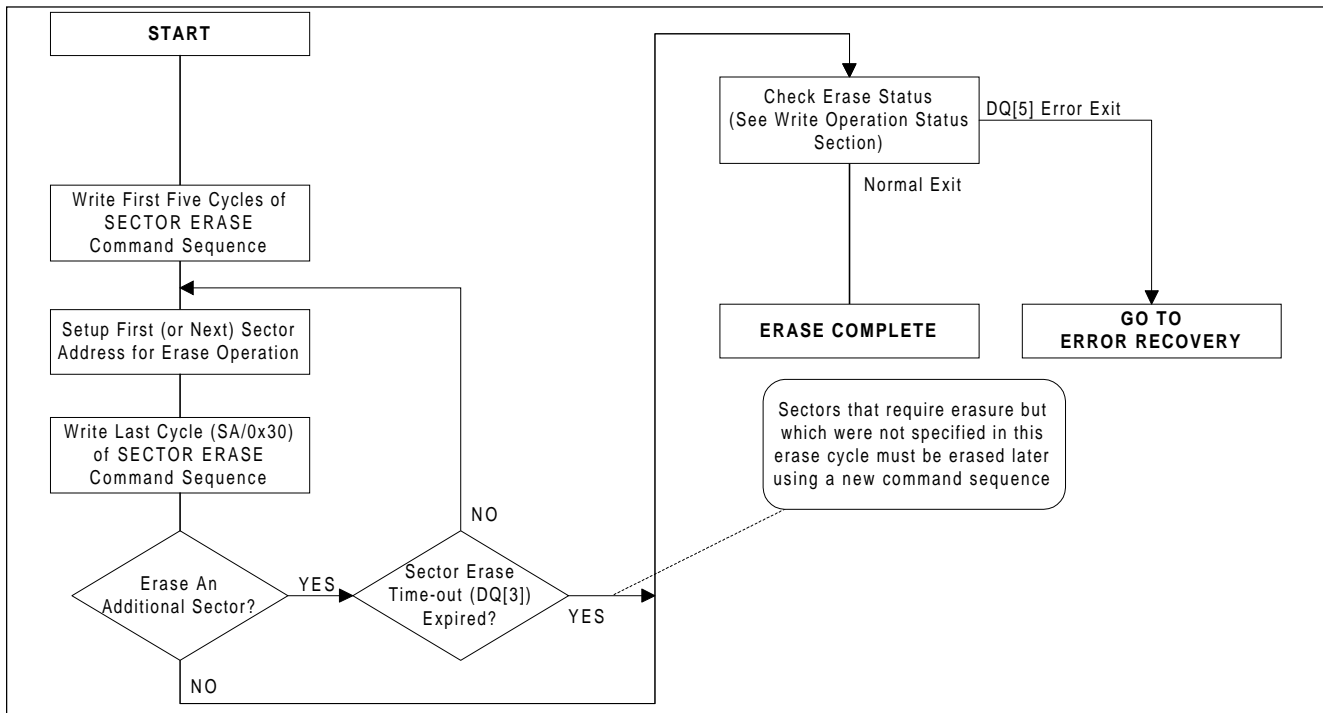 START
Write First Five Cycles of
SECTOR ERASE
Command Sequence
Setup First (or Next) Sector
Address for Erase Operation
Write Last Cycle (SA/0x30)
of SECTOR ERASE
Command Sequence
Erase An
Additional Sector?
YES
NO
Sector Erase
Time-out (DQ[3])
Expired?
NO
YES
Check Erase Status
(See Write Operation Status
Section)
DQ[5] Error Exit
Normal Exit
ERASE COMPLETE
GO TO
ERROR RECOVERY
Sectors that require erasure but
which were not specified in this
erase cycle must be erased later
using a new command sequence